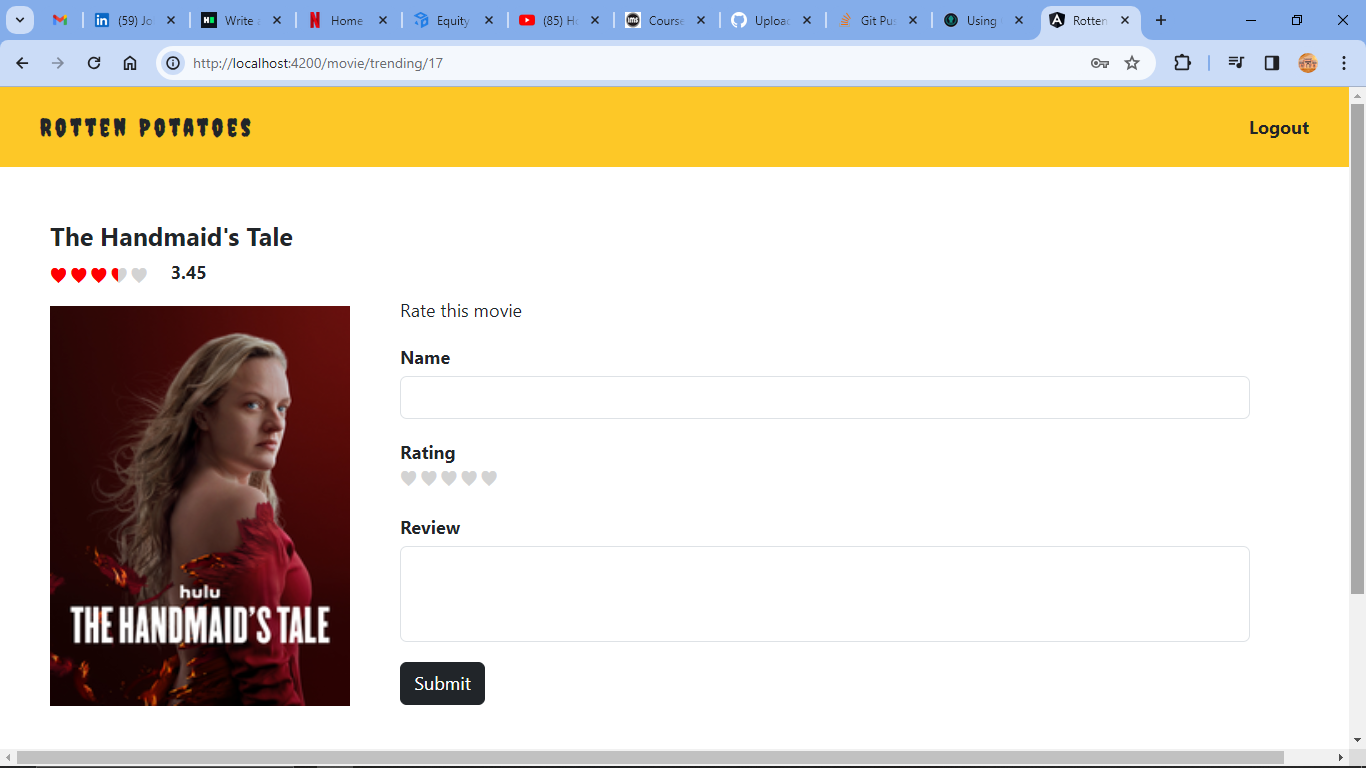 (59) Jo
Write a
Home
Equity
(85) Ho
Course
Upload
Git Pus
Using
Rotten
http://localhost:4200/movie/trending/17
ROTTEN POTATOES
Logout
The Handmaid's Tale
3.45
Rate this movie
Name
Rating
Review
hulu
THE HANDMAID'S TALE
Submit